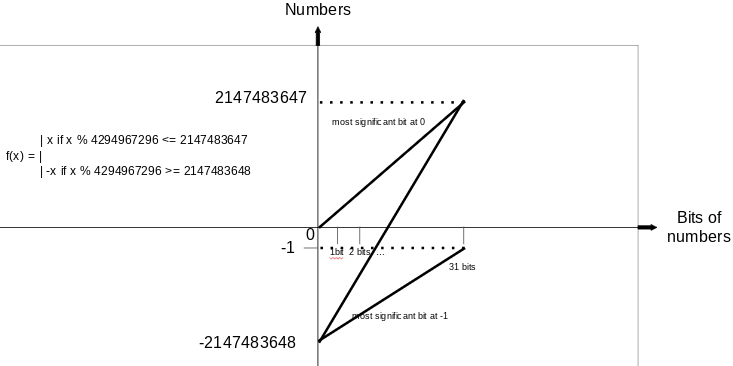 Numbers
2147483647
most significant bit at 0
| x if x % 4294967296 <= 2147483647
f(x) = |
| -x if x % 4294967296 >= 2147483648
Bits of
numbers
0
-1
1bit 2 bits ...
31 bits
most significant bit at -1
-2147483648